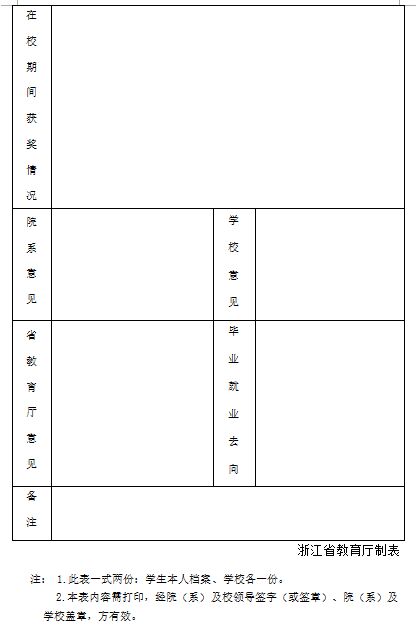 在校期间获奖情况
院系意见
学校意见
省教育厅意见
毕业就业去向
备注
浙江省教育厅制表
注： 1.此表一式两份：学生本人档案、学校各一份。
2.本表内容需打印，经院（系）及校领导签字（或签章）、院（系）及
学校盖章，方有效。